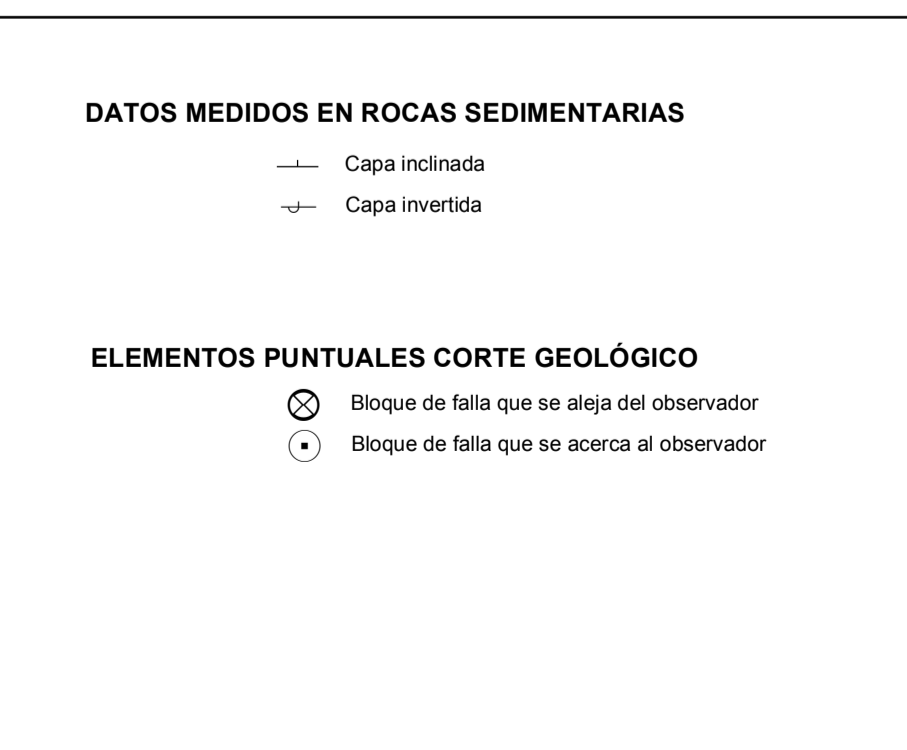 DATOS MEDIDOS EN ROCAS SEDIMENTARIAS
Capa inclinada
Capa invertida
ELEMENTOS PUNTUALES CORTE GEOLÓGICO
Bloque de falla que se aleja del observador
Bloque de falla que se acerca al observador